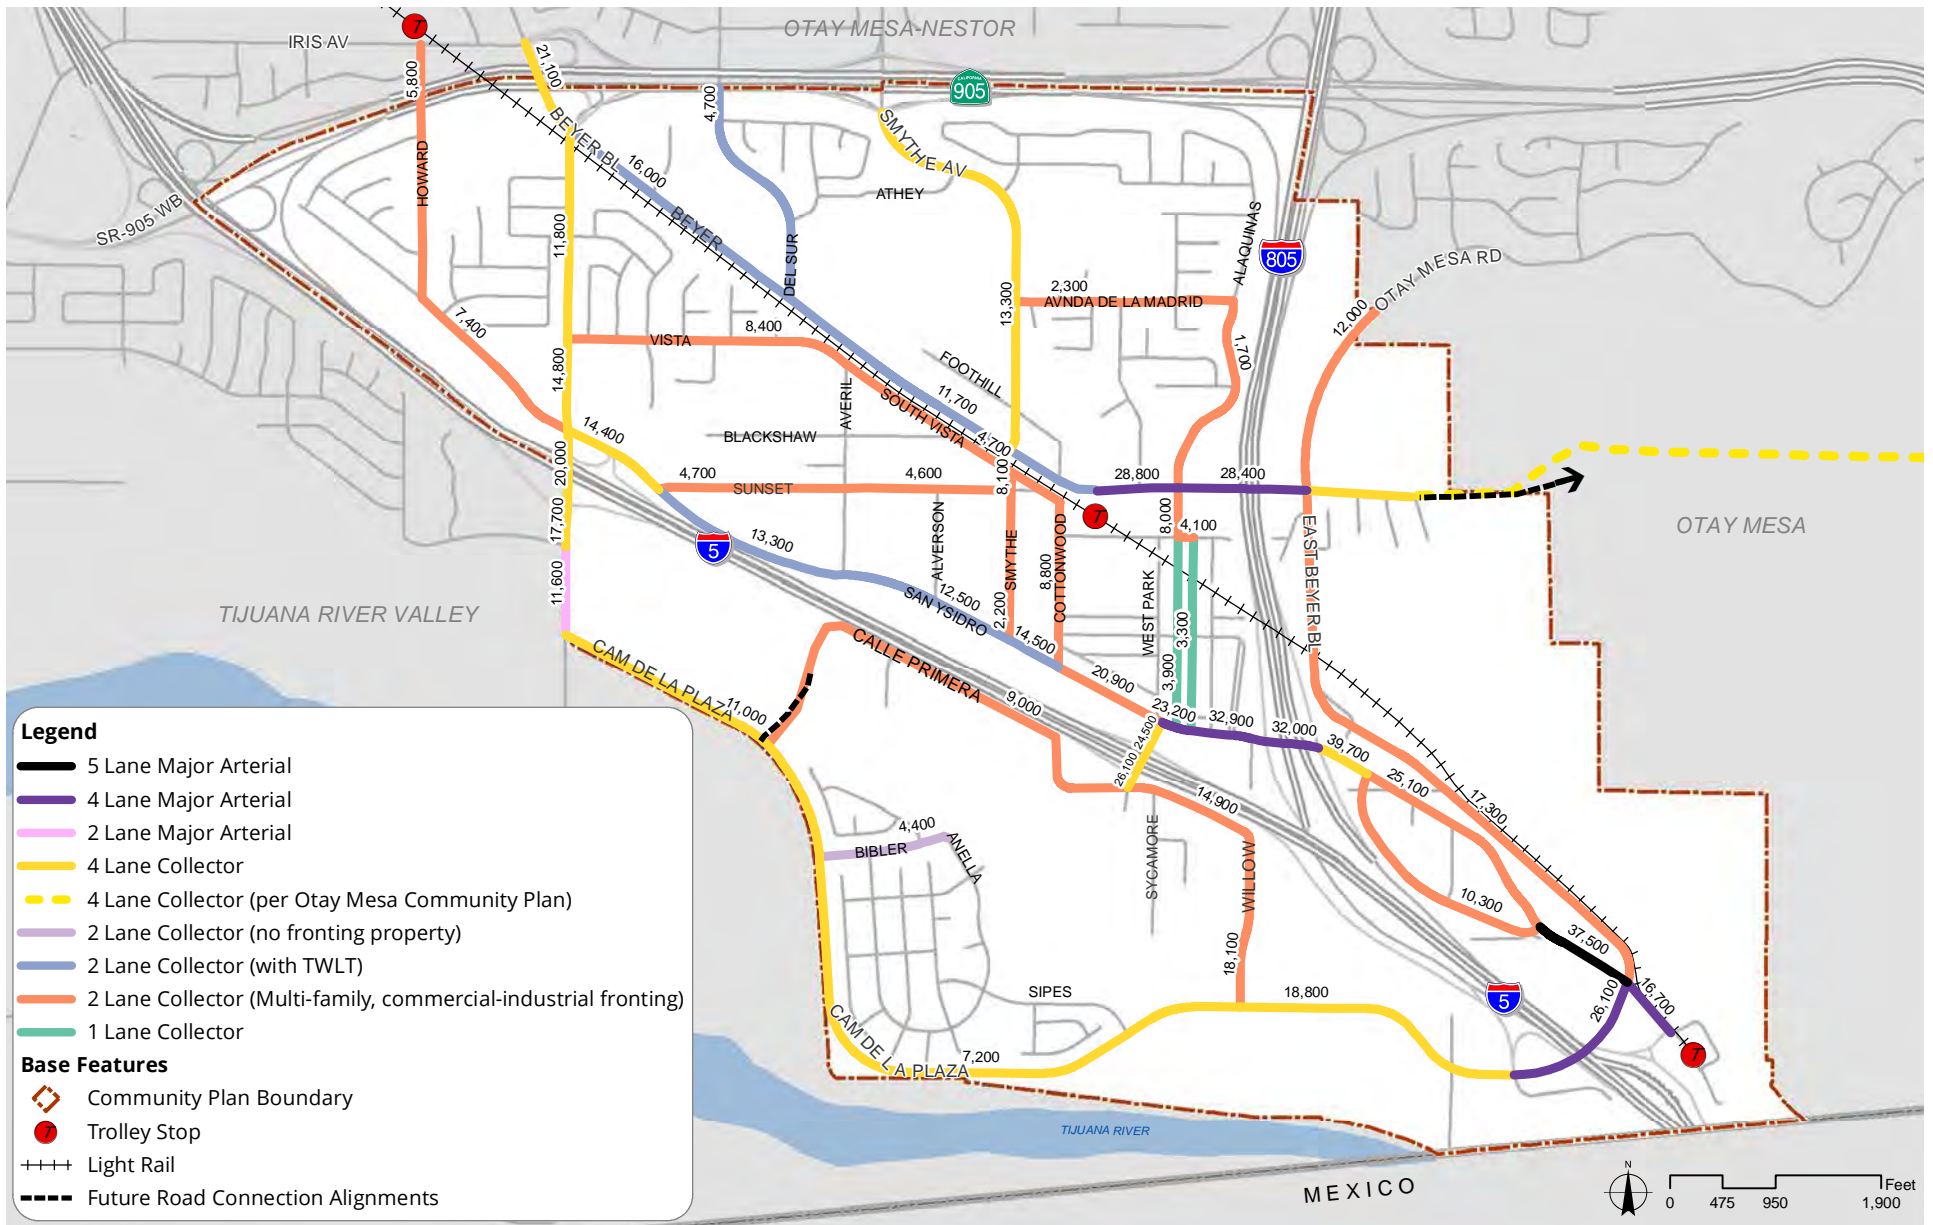 OTAY MESA-NESTOR
IRIS AV
7
5,800
21,100
CALIFORNIA
905
4,700
BEYER BL
16,000
SMYTHE AV
ATHEY
HOWARD
SR-905 WB
BEYER
11,800
DEL SUR
ALAQUINAS
805
OTAY MESA RD
2,300
AVNDA DE LA MADRID
13,300
12,000
7,400
8,400
VISTA
1,700
14,800
FOOTHILL
AVERIL
11,700
SOUTH VISTA
14,400
BLACKSHAW
4,700
20,000
4,700
4,600
8,100
28,800
28,400
SUNSET
17,700
7
8,000
4,100
OTAY MESA
5
13,300
ALVERSON
SMYTHE
8,800
COTTONWOOD
EAST BEYER BL
11,600
12,500
SAN YSIDRO
2,200
14,500
WEST PARK
3,300
TIJUANA RIVER VALLEY
CAM DE LA PLAZA
11,000
CALLE PRIMERA
9,000
20,900
3,900
23,200
32,900
32,000
39,700
24,500
26,100
25,100
17,300
14,900
4,400
BIBLER
ANELLA
SYCAMORE
WILLOW
10,300
37,500
18,100
SIPES
18,800
5
26,100
16,700
7
CAM DE LA PLAZA
7,200
TIJUANA RIVER
MEXICO
Legend
5 Lane Major Arterial
4 Lane Major Arterial
2 Lane Major Arterial
4 Lane Collector
4 Lane Collector (per Otay Mesa Community Plan)
2 Lane Collector (no fronting property)
2 Lane Collector (with TWLT)
2 Lane Collector (Multi-family, commercial-industrial fronting)
1 Lane Collector
Base Features
Community Plan Boundary
7
Trolley Stop
Light Rail
Future Road Connection Alignments
N
Feet
0 475 950 1,900